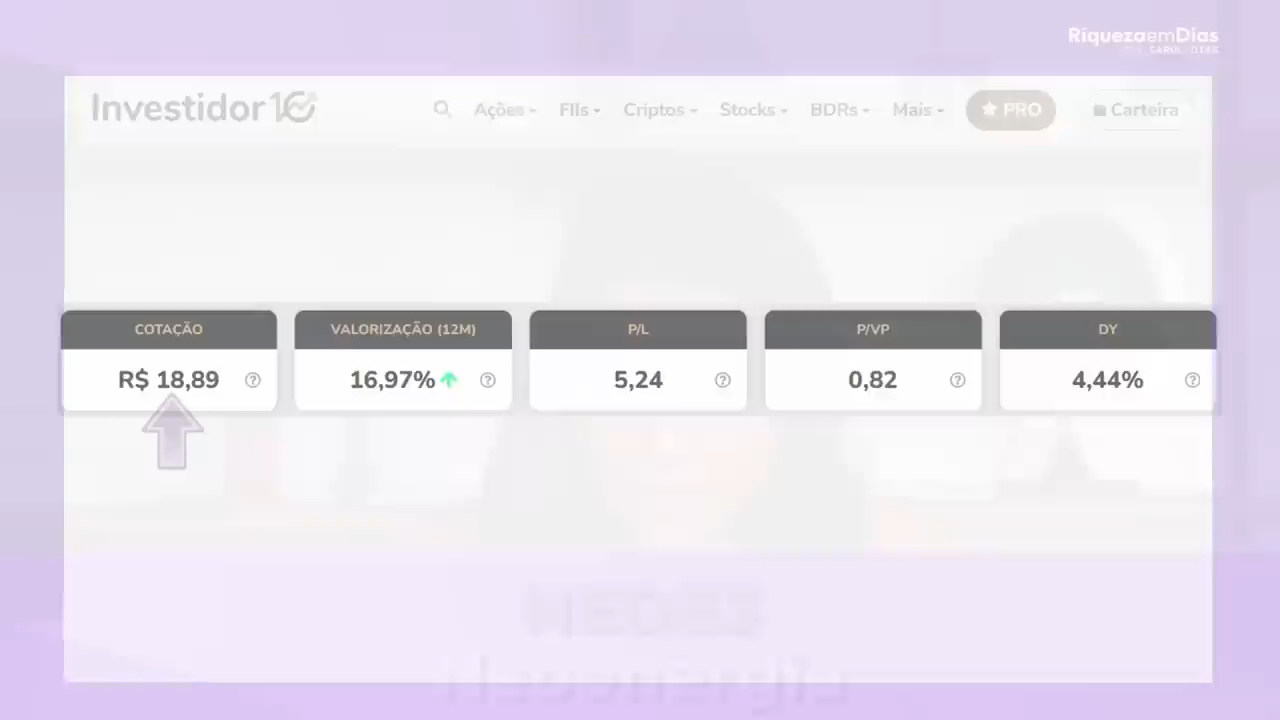 RiquezaemDias
Investidor10
Ações
FIIs
Criptos
Stocks
BDRs
Mais
PRO
Carteira
COTAÇÃO
VALORIZAÇÃO (12M)
P/L
P/VP
DY
R$ 18,89
16,97%
5,24
0,82
4,44%
Neoenergia